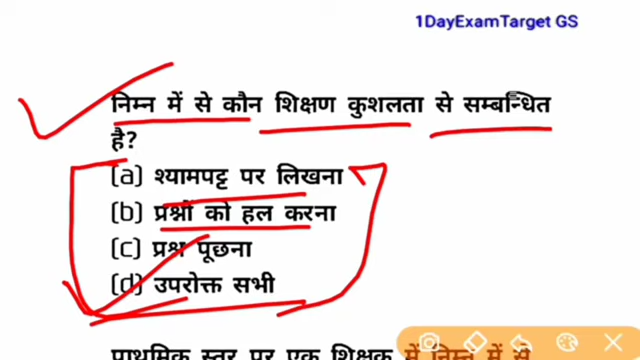 1DayExamTarget GS
निम्न में से कौन शिक्षण कुशलता से सम्बन्धित
है?
(a) श्यामपट्ट पर लिखना
(b) प्रश्नों को हल करना
(c) प्रश्न पूछना
(d) उपरोक्त सभी
प्राथमिक स्तर पर एक शिक्षक में निम्न में से